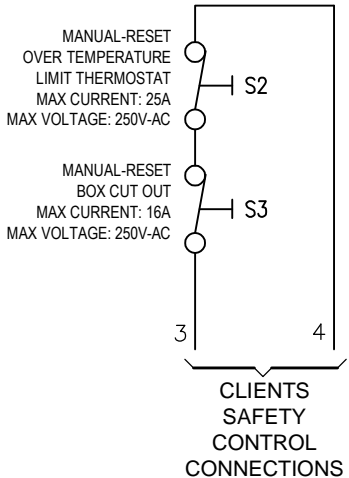 MANUAL-RESET
OVER TEMPERATURE
LIMIT THERMOSTAT
MAX CURRENT: 25A
MAX VOLTAGE: 250V-AC
S2
MANUAL-RESET
BOX CUT OUT
MAX CURRENT: 16A
MAX VOLTAGE: 250V-AC
S3
3 4
CLIENTS
SAFETY
CONTROL
CONNECTIONS